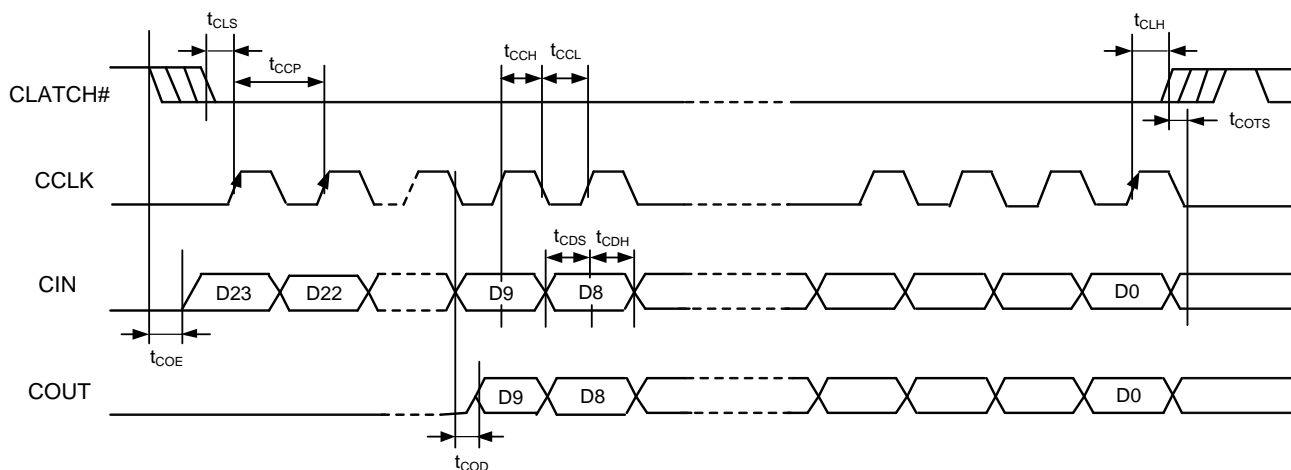 tCLS
tCLH
tCCH
tCCL
tCCP
CLATCH#
tCOTS
CCLK
tCDS
tCDH
CIN
D23
D22
D9
D8
D0
tCOE
COUT
D9
D8
D0
tCOD